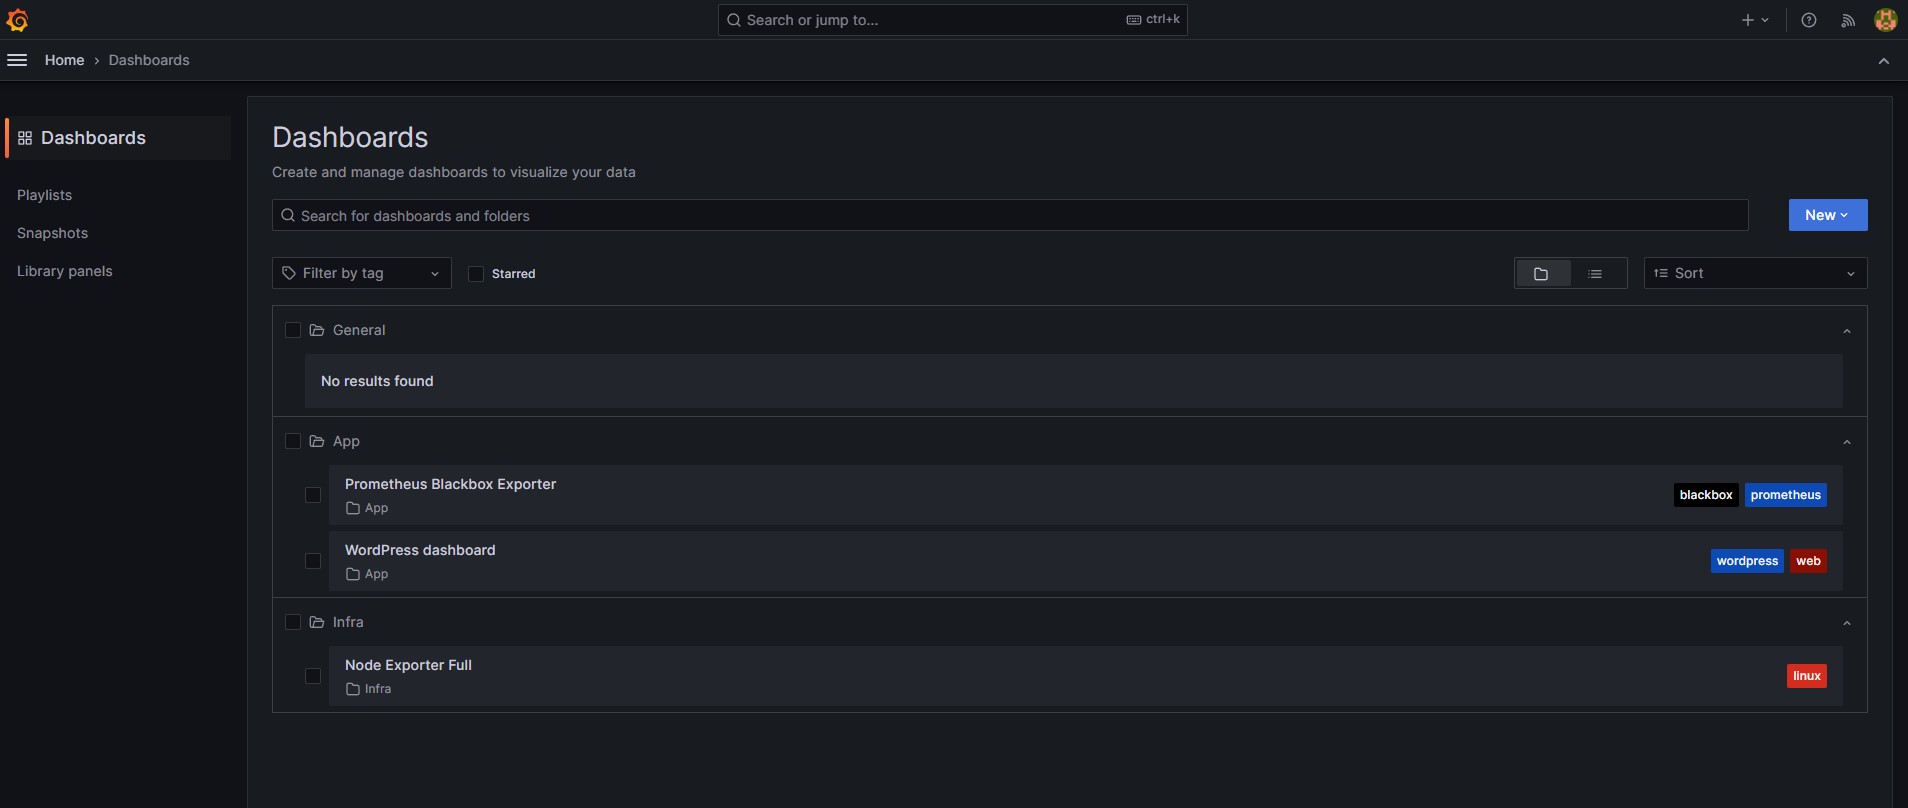 Search or jump to... ctrl+k
Home › Dashboards
Dashboards
Playlists
Snapshots
Library panels
Dashboards
Create and manage dashboards to visualize your data
Search for dashboards and folders
New
Filter by tag
Starred
Sort
General
No results found
App
Prometheus Blackbox Exporter
App
blackbox prometheus
WordPress dashboard
App
wordpress web
Infra
Node Exporter Full
Infra
linux